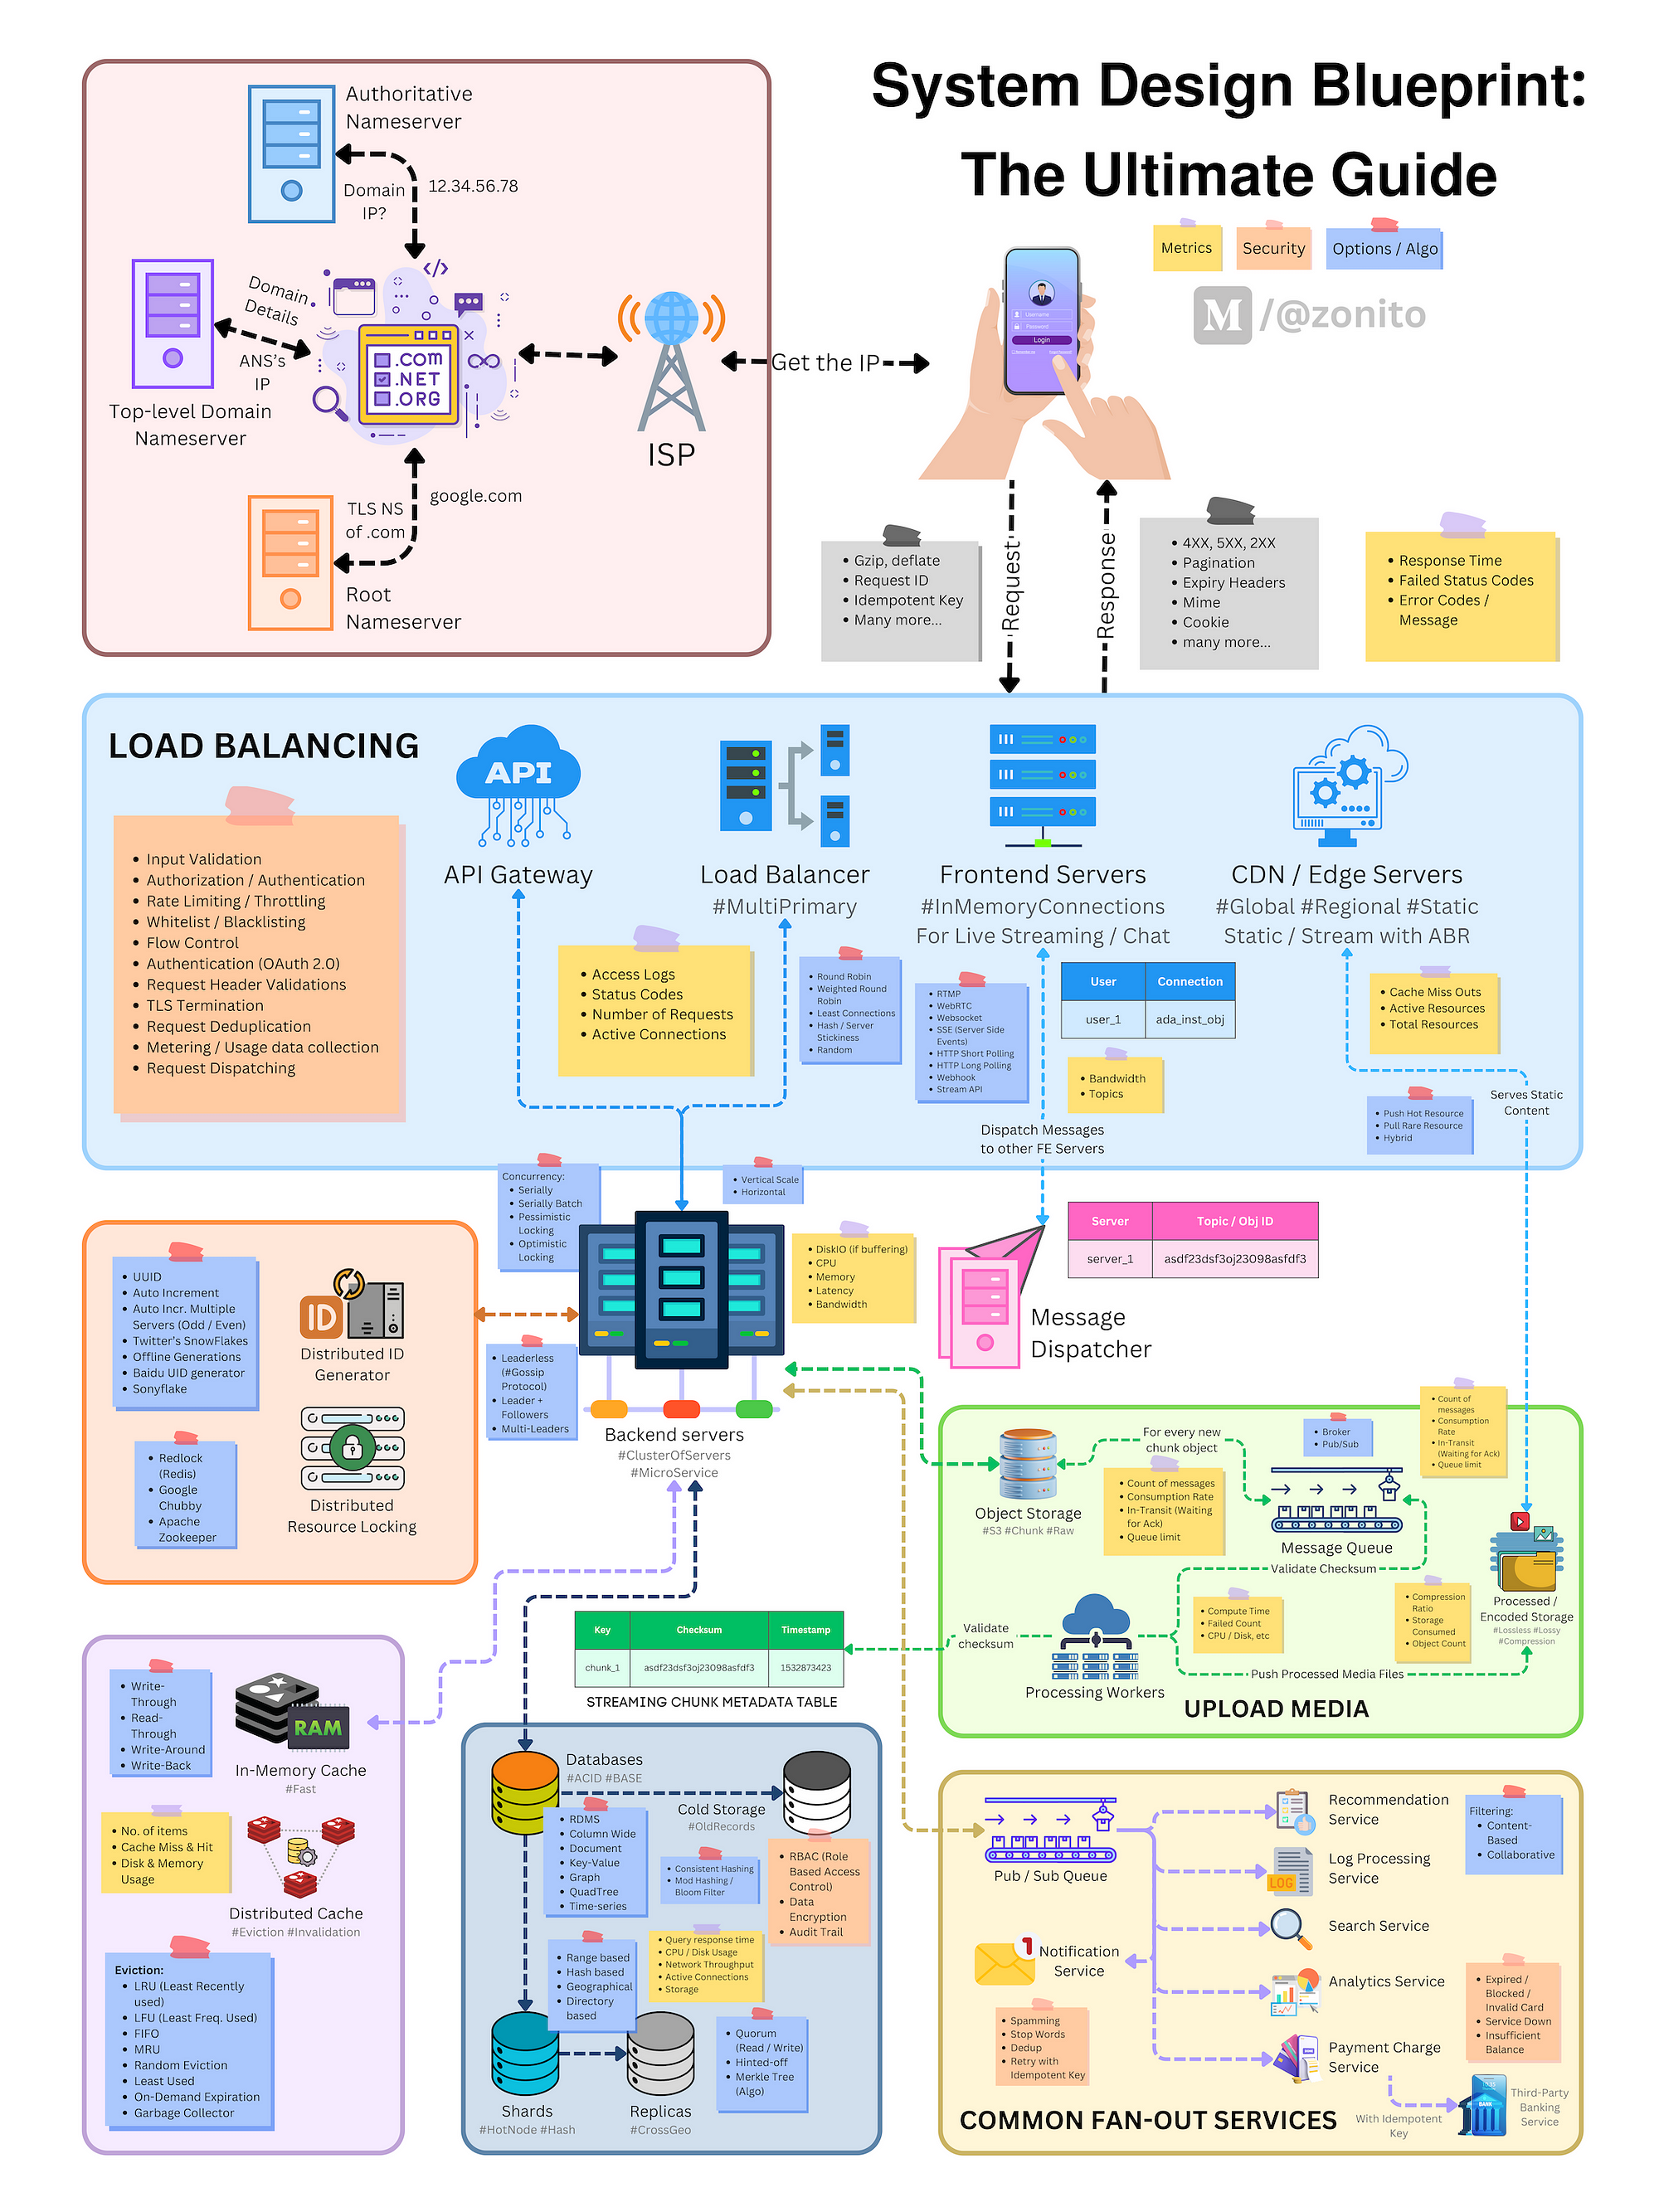 System Design Blueprint:
The Ultimate Guide
Metrics
Security
Options / Algo
M/@zonito
Authoritative
Nameserver
Domain
IP?
12.34.56.78
Domain
Details
ANS's
IP
Top-level Domain
Nameserver
</>
.COM
.NET
.ORG
ISP
Get the IP
Username
Password
Login
TLS NS
of .com
google.com
Root
Nameserver
• Gzip, deflate
• Request ID
• Idempotent Key
• Many more...
Request
Response
• 4XX, 5XX, 2XX
• Pagination
• Expiry Headers
• Mime
• Cookie
• many more...
• Response Time
• Failed Status Codes
• Error Codes /
Message
LOAD BALANCING
• Input Validation
• Authorization / Authentication
• Rate Limiting / Throttling
• Whitelist / Blacklisting
• Flow Control
• Authentication (OAuth 2.0)
• Request Header Validations
• TLS Termination
• Request Deduplication
• Metering / Usage data collection
• Request Dispatching
API
API Gateway
Load Balancer
#MultiPrimary
Frontend Servers
#InMemoryConnections
For Live Streaming / Chat
CDN / Edge Servers
#Global #Regional #Static
Static / Stream with ABR
• Access Logs
• Status Codes
• Number of Requests
• Active Connections
• Round Robin
• Weighted Round
Robin
• Least Connections
• Hash / Server
Stickiness
• Random
• RTMP
• WebRTC
• Websocket
• SSE (Server Side
Events)
• HTTP Short Polling
• HTTP Long Polling
• Webhook
• Stream API
User Connection
user_1 ada_inst_obj
• Bandwidth
• Topics
Dispatch Messages
to other FE Servers
• Cache Miss Outs
• Active Resources
• Total Resources
• Push Hot Resource
• Pull Rare Resource
• Hybrid
Serves Static
Content
Concurrency:
• Serially
• Serially Batch
• Pessimistic
Locking
• Optimistic
Locking
• Vertical Scale
• Horizontal
• DiskIO (if buffering)
• CPU
• Memory
• Latency
• Bandwidth
Server Topic / Obj ID
server_1 asdf23dsf3oj23098asfdf3
Message
Dispatcher
• UUID
• Auto Increment
• Auto Incr. Multiple
Servers (Odd / Even)
• Twitter's SnowFlakes
• Offline Generations
• Baidu UID generator
• Sonyflake
ID
Distributed ID
Generator
• Redlock
(Redis)
• Google
Chubby
• Apache
Zookeeper
Distributed
Resource Locking
• Leaderless
(#Gossip
Protocol)
• Leader +
Followers
• Multi-Leaders
Backend servers
#ClusterOfServers
#MicroService
Object Storage
#S3 #Chunk #Raw
For every new
chunk object
• Count of messages
• Consumption Rate
• In-Transit (Waiting
for Ack)
• Queue limit
• Broker
• Pub/Sub
• Count of
messages
• Consumption
Rate
• In-Transit
(Waiting for Ack)
• Queue limit
Message Queue
Validate Checksum
Processed /
Encoded Storage
#Lossless #Lossy
#Compression
• Compute Time
• Failed Count
• CPU / Disk, etc
• Compression
Ratio
• Storage
Consumed
• Object Count
Validate
checksum
Processing Workers
Push Processed Media Files
UPLOAD MEDIA
Key Checksum Timestamp
chunk_1 asdf23dsf3oj23098asfdf3 1532873423
STREAMING CHUNK METADATA TABLE
• Write-
Through
• Read-
Through
• Write-Around
• Write-Back
RAM
In-Memory Cache
#Fast
• No. of items
• Cache Miss & Hit
• Disk & Memory
Usage
Distributed Cache
#Eviction #Invalidation
Eviction:
• LRU (Least Recently
used)
• LFU (Least Freq. Used)
• FIFO
• MRU
• Random Eviction
• Least Used
• On-Demand Expiration
• Garbage Collector
Databases
#ACID #BASE
Cold Storage
#OldRecords
• RDMS
• Column Wide
• Document
• Key-Value
• Graph
• QuadTree
• Time-series
• Consistent Hashing
• Mod Hashing /
Bloom Filter
• RBAC (Role
Based Access
Control)
• Data
Encryption
• Audit Trail
• Range based
• Hash based
• Geographical
• Directory
based
• Query response time
• CPU / Disk Usage
• Network Throughput
• Active Connections
• Storage
• Quorum
(Read / Write)
• Hinted-off
• Merkle Tree
(Algo)
Shards
#HotNode #Hash
Replicas
#CrossGeo
Pub / Sub Queue
Recommendation
Service
Filtering:
• Content-
Based
• Collaborative
LOG
Log Processing
Service
Search Service
1
Notification
Service
Analytics Service
• Spamming
• Stop Words
• Dedup
• Retry with
Idempotent Key
• Expired /
Blocked /
Invalid Card
• Service Down
• Insufficient
Balance
Payment Charge
Service
With Idempotent
Key
BANK
Third-Party
Banking
Service
COMMON FAN-OUT SERVICES